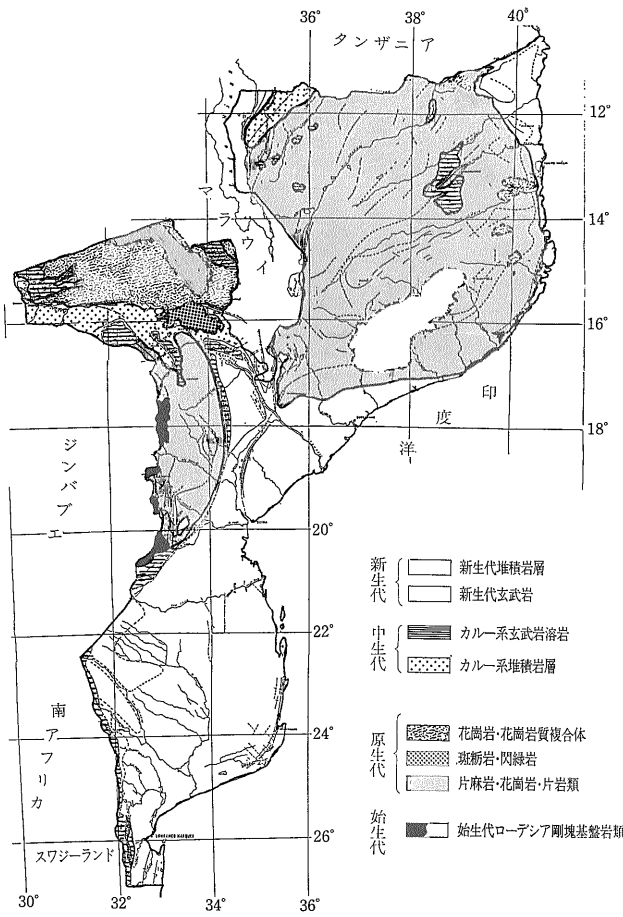 36°
38°
40°
タンザニア
12°
マラウイ
14°
16°
印度洋
18°
ジンバブエ
20°
新生代
新生代堆積岩層
新生代玄武岩
22°
中生代
カルー系玄武岩溶岩
カルー系堆積岩層
南アフリカ
24°
原生代
花崗岩・花崗岩質複合体
斑粝岩・閃緑岩
片麻岩・花崗岩・片岩類
始生代
始生代ローデシア剛塊基盤岩類
26°
LOURENÇO MARQUES
スワジーランド
30°
32°
34°
36°